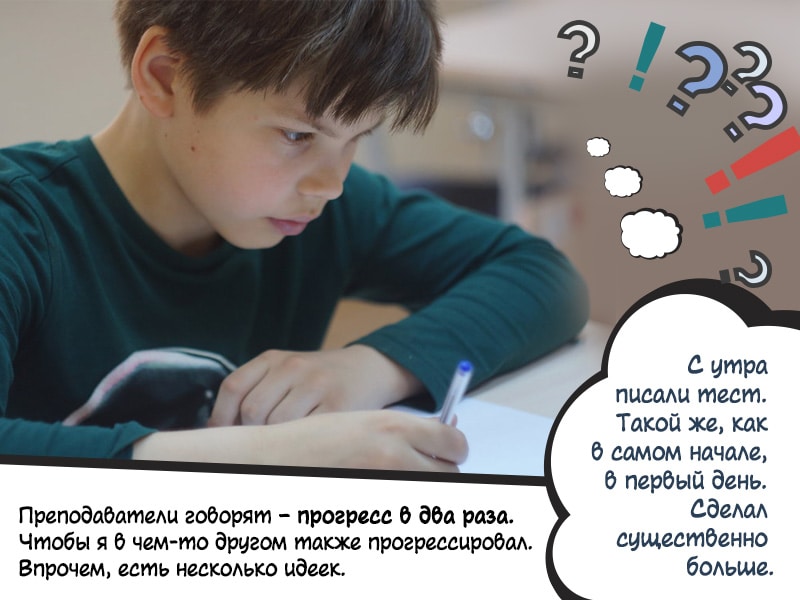 С утра
писали тест.
Такой же, как
в самом начале,
в первый день.
Сделал
существенно
больше.
Преподаватели говорят – прогресс в два раза.
Чтобы я в чем-то другом также прогрессировал.
Впрочем, есть несколько идеек.